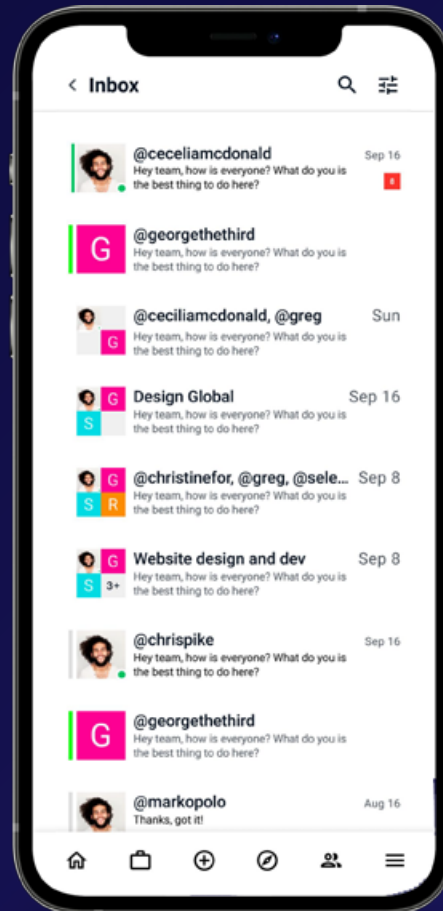 Inbox
@ceceliamcdonald
Sep 16
Hey team, how is everyone? What do you is
the best thing to do here?
G
@georgethethird
Hey team, how is everyone? What do you is
the best thing to do here?
@ceciliamcdonald, @greg
Sun
G
Hey team, how is everyone? What do you is
the best thing to do here?
G
Design Global
Sep 16
S
Hey team, how is everyone? What do you is
the best thing to do here?
G
@christinefor, @greg, @sele...
Sep 8
S R
Hey team, how is everyone? What do you is
the best thing to do here?
G
Website design and dev
Sep 8
S 3+
Hey team, how is everyone? What do you is
the best thing to do here?
@chrispike
Sep 16
Hey team, how is everyone? What do you is
the best thing to do here?
G
@georgethethird
Hey team, how is everyone? What do you is
the best thing to do here?
@markopolo
Aug 16
Thanks, got it!